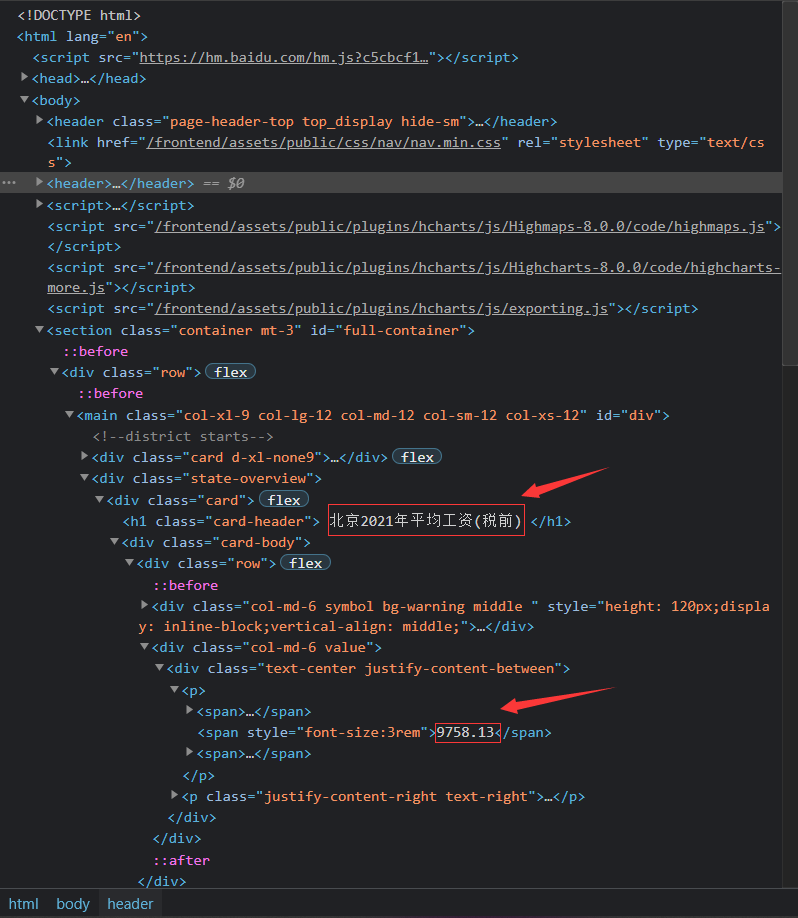 <!DOCTYPE html>
<html lang="en">
<script src="https://hm.baidu.com/hm.js?c5cbcf1…"></script>
<head>…</head>
<body>
<header class="page-header-top top_display hide-sm">…</header>
<link href="/frontend/assets/public/css/nav/nav.min.css" rel="stylesheet" type="text/cs
s">
<header>…</header> == $0
<script>…</script>
<script src="/frontend/assets/public/plugins/hcharts/js/Highmaps-8.0.0/code/highmaps.js">
</script>
<script src="/frontend/assets/public/plugins/hcharts/js/Highcharts-8.0.0/code/highcharts-
more.js"></script>
<script src="/frontend/assets/public/plugins/hcharts/js/exporting.js"></script>
<section class="container mt-3" id="full-container">
::before
<div class="row"> flex
::before
<main class="col-xl-9 col-lg-12 col-md-12 col-sm-12 col-xs-12" id="div">
<!--district starts-->
<div class="card d-xl-none9">…</div> flex
<div class="state-overview">
<div class="card"> flex
<h1 class="card-header"> 北京2021年平均工资(税前) </h1>
<div class="card-body">
<div class="row"> flex
::before
<div class="col-md-6 symbol bg-warning middle " style="height: 120px;displa
y: inline-block;vertical-align: middle;">…</div>
<div class="col-md-6 value">
<div class="text-center justify-content-between">
<p>
<span>…</span>
<span style="font-size:3rem">9758.13</span>
<span>…</span>
</p>
<p class="justify-content-right text-right">…</p>
</div>
</div>
::after
</div>
html body header